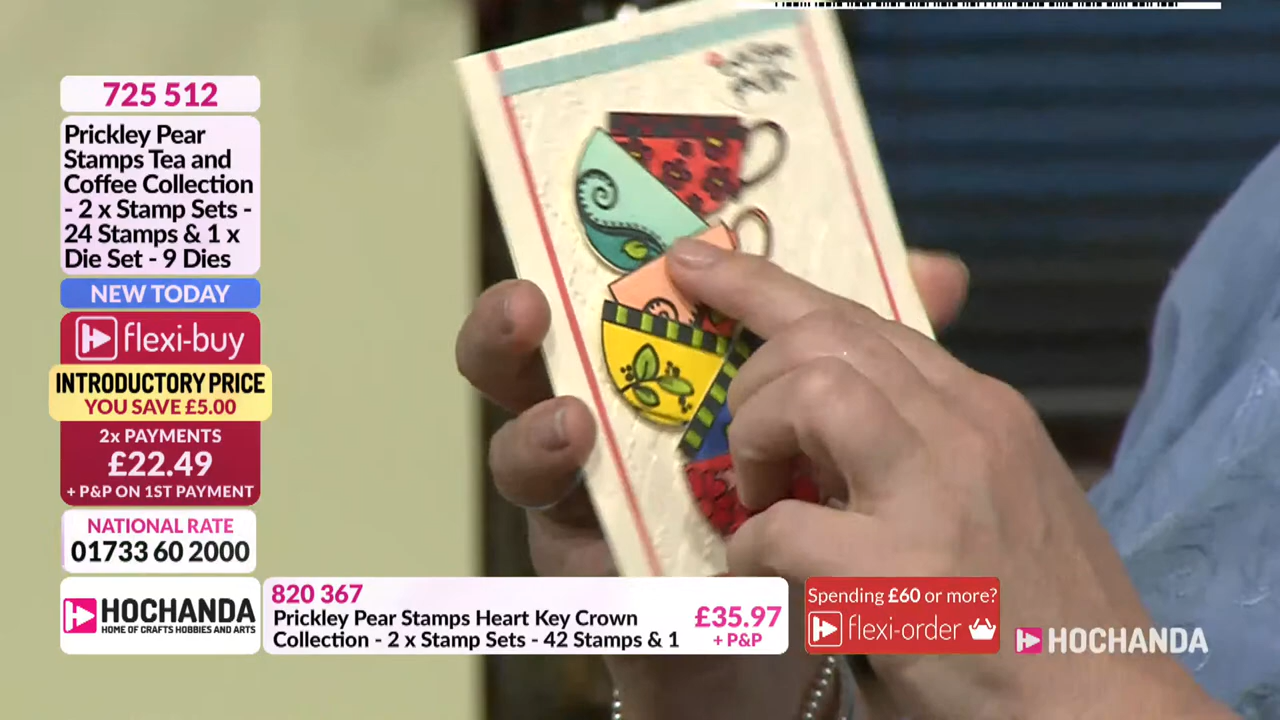 725 512
Prickley Pear
Stamps Tea and
Coffee Collection
- 2 x Stamp Sets -
24 Stamps & 1 x
Die Set - 9 Dies
NEW TODAY
flexi-buy
INTRODUCTORY PRICE
YOU SAVE £5.00
2x PAYMENTS
£22.49
+ P&P ON 1ST PAYMENT
NATIONAL RATE
01733 60 2000
HOCHANDA
HOME OF CRAFTS HOBBIES AND ARTS
820 367
Prickley Pear Stamps Heart Key Crown
Collection - 2 x Stamp Sets - 42 Stamps & 1
£35.97
+ P&P
Spending £60 or more?
flexi-order
HOCHANDA